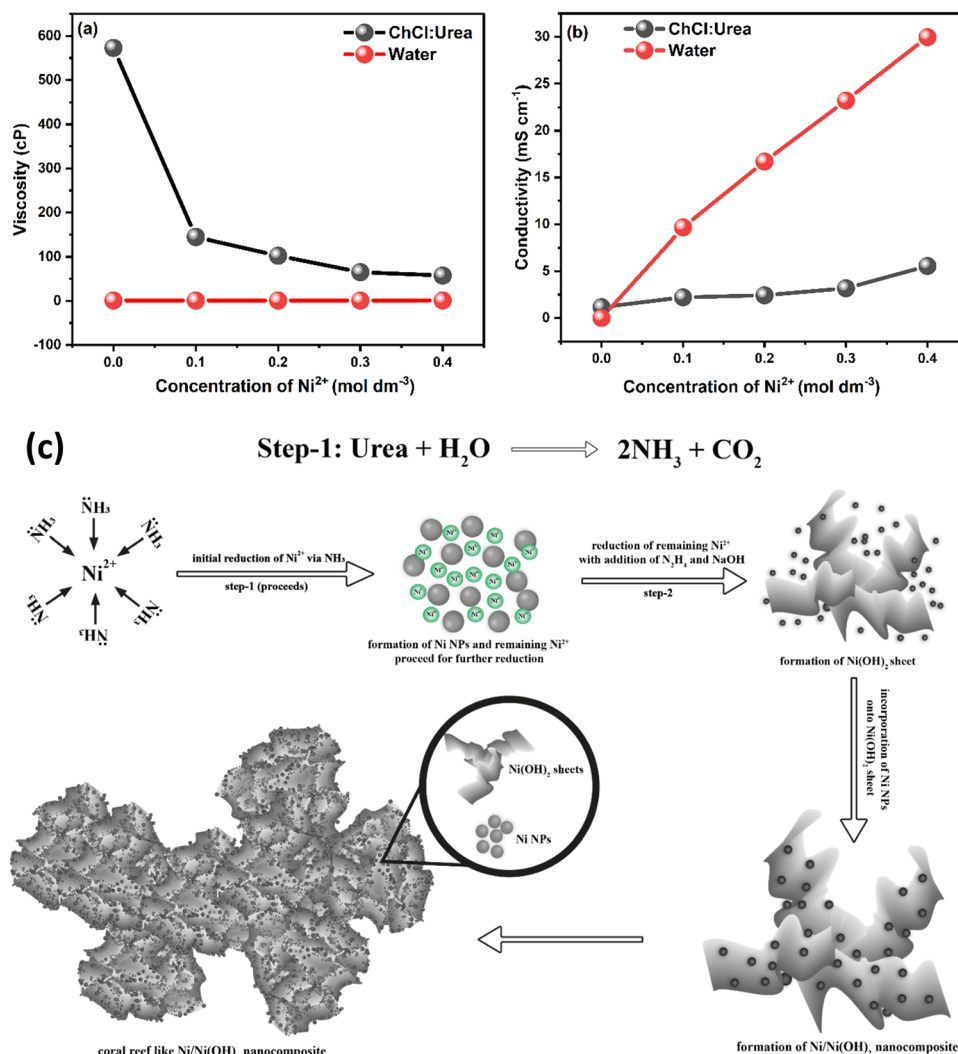 (a)
ChCl:Urea
Water
Viscosity (cP)
600
500
400
300
200
100
0
-100
0.0 0.1 0.2 0.3 0.4
Concentration of Ni²⁺ (mol dm⁻³)
(b)
ChCl:Urea
Water
Conductivity (mS cm⁻¹)
30
25
20
15
10
5
0
0.0 0.1 0.2 0.3 0.4
Concentration of Ni²⁺ (mol dm⁻³)
(c)
Step-1: Urea + H₂O → 2NH₃ + CO₂
N̈H₃
N̈H₃
N̈H₃
Ni²⁺
N̈H₃
N̈H₃
N̈H₃
initial reduction of Ni²⁺ via NH₃
step-1 (proceeds)
formation of Ni NPs and remaining Ni²⁺
proceed for further reduction
reduction of remaining Ni²⁺
with addition of N₂H₄ and NaOH
step-2
formation of Ni(OH)₂ sheet
incorporation of Ni NPs
onto Ni(OH)₂ sheet
Ni(OH)₂ sheets
Ni NPs
formation of Ni/Ni(OH)₂ nanocomposite
coral reef like Ni/Ni(OH)₂ nanocomposite